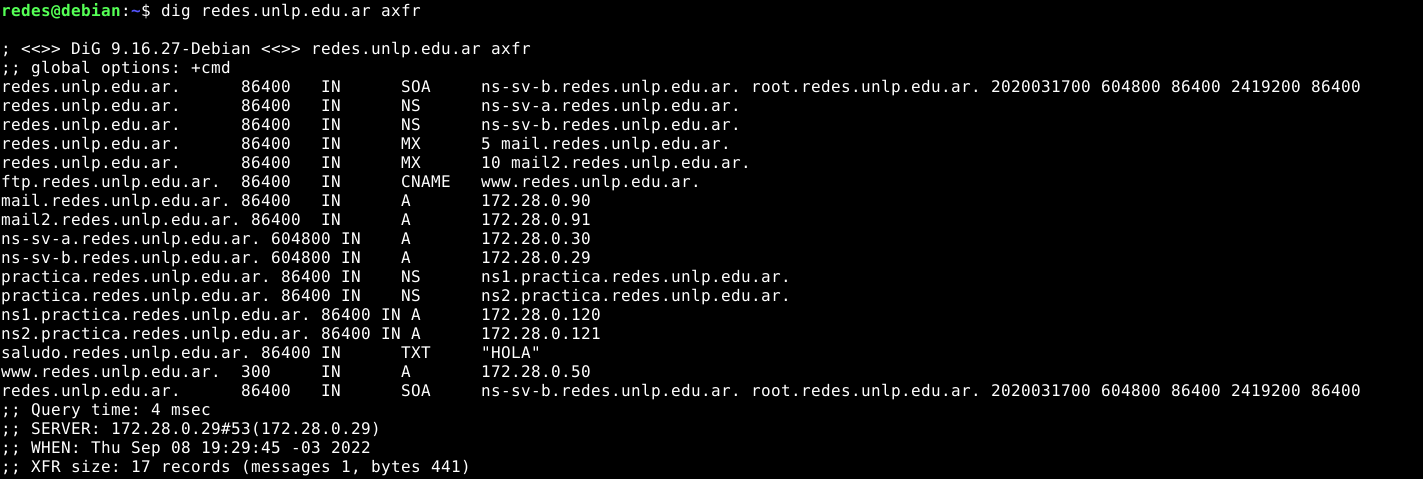 redes@debian:~$ dig redes.unlp.edu.ar axfr
; <<>> DiG 9.16.27-Debian <<>> redes.unlp.edu.ar axfr
;; global options: +cmd
redes.unlp.edu.ar.      86400   IN      SOA     ns-sv-b.redes.unlp.edu.ar. root.redes.unlp.edu.ar. 2020031700 604800 86400 2419200 86400
redes.unlp.edu.ar.      86400   IN      NS      ns-sv-a.redes.unlp.edu.ar.
redes.unlp.edu.ar.      86400   IN      NS      ns-sv-b.redes.unlp.edu.ar.
redes.unlp.edu.ar.      86400   IN      MX      5 mail.redes.unlp.edu.ar.
redes.unlp.edu.ar.      86400   IN      MX      10 mail2.redes.unlp.edu.ar.
ftp.redes.unlp.edu.ar.  86400   IN      CNAME   www.redes.unlp.edu.ar.
mail.redes.unlp.edu.ar. 86400   IN      A       172.28.0.90
mail2.redes.unlp.edu.ar. 86400  IN      A       172.28.0.91
ns-sv-a.redes.unlp.edu.ar. 604800 IN    A       172.28.0.30
ns-sv-b.redes.unlp.edu.ar. 604800 IN    A       172.28.0.29
practica.redes.unlp.edu.ar. 86400 IN    NS      ns1.practica.redes.unlp.edu.ar.
practica.redes.unlp.edu.ar. 86400 IN    NS      ns2.practica.redes.unlp.edu.ar.
ns1.practica.redes.unlp.edu.ar. 86400 IN A      172.28.0.120
ns2.practica.redes.unlp.edu.ar. 86400 IN A      172.28.0.121
saludo.redes.unlp.edu.ar. 86400 IN      TXT     "HOLA"
www.redes.unlp.edu.ar.  300     IN      A       172.28.0.50
redes.unlp.edu.ar.      86400   IN      SOA     ns-sv-b.redes.unlp.edu.ar. root.redes.unlp.edu.ar. 2020031700 604800 86400 2419200 86400
;; Query time: 4 msec
;; SERVER: 172.28.0.29#53(172.28.0.29)
;; WHEN: Thu Sep 08 19:29:45 -03 2022
;; XFR size: 17 records (messages 1, bytes 441)